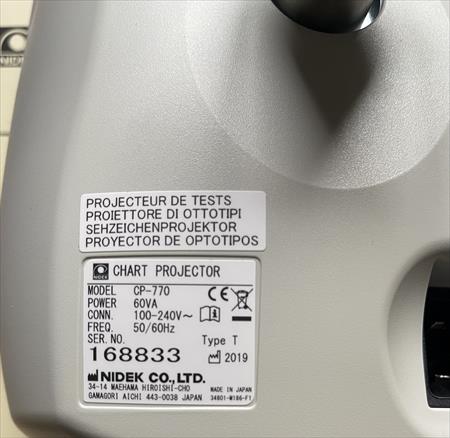 NIDEK
PROJECTEUR DE TESTS
PROIETTORE DI OTTOTIPI
SEHZEICHENPROJEKTOR
PROYECTOR DE OPTOTIPOS
NIDEK CHART PROJECTOR
MODEL CP-770
POWER 60VA
CONN. 100-240V~
FREQ. 50/60Hz
SER. NO. Type T
168833 2019
NIDEK CO., LTD.
34-14 MAEHAMA HIROISHI-CHO MADE IN JAPAN
GAMAGORI AICHI 443-0038 JAPAN 34801-M186-F1